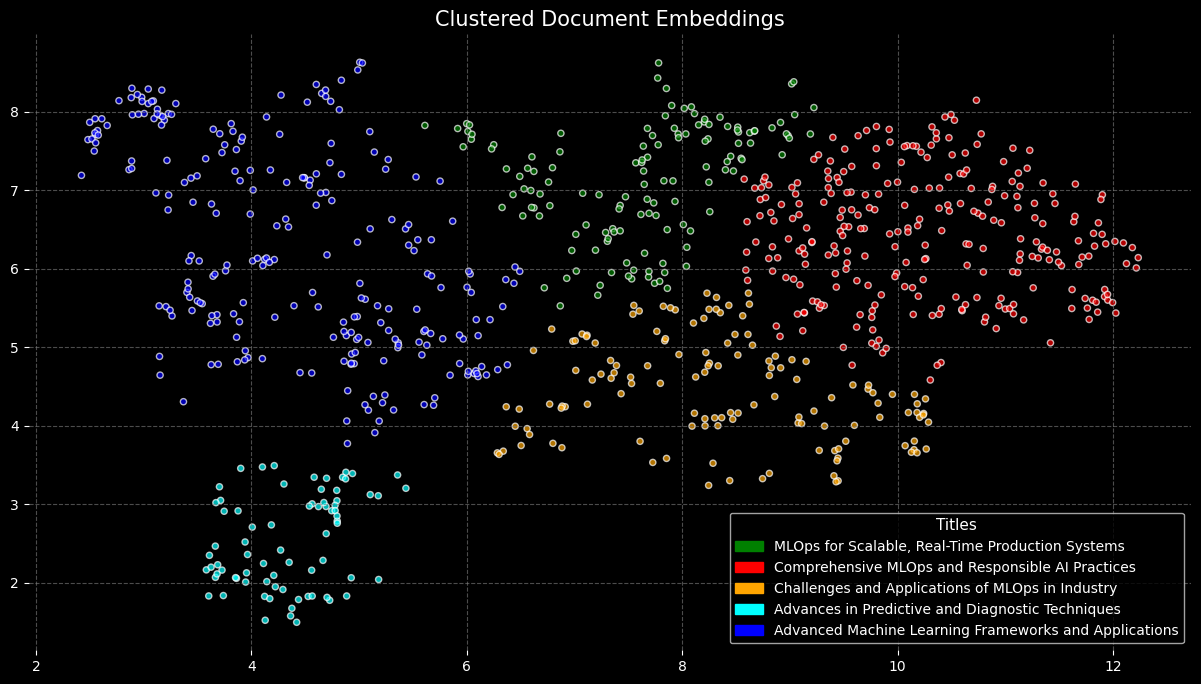 Clustered Document Embeddings
8
7
6
5
4
3
2
2
4
6
8
10
12
Titles
MLOps for Scalable, Real-Time Production Systems
Comprehensive MLOps and Responsible AI Practices
Challenges and Applications of MLOps in Industry
Advances in Predictive and Diagnostic Techniques
Advanced Machine Learning Frameworks and Applications